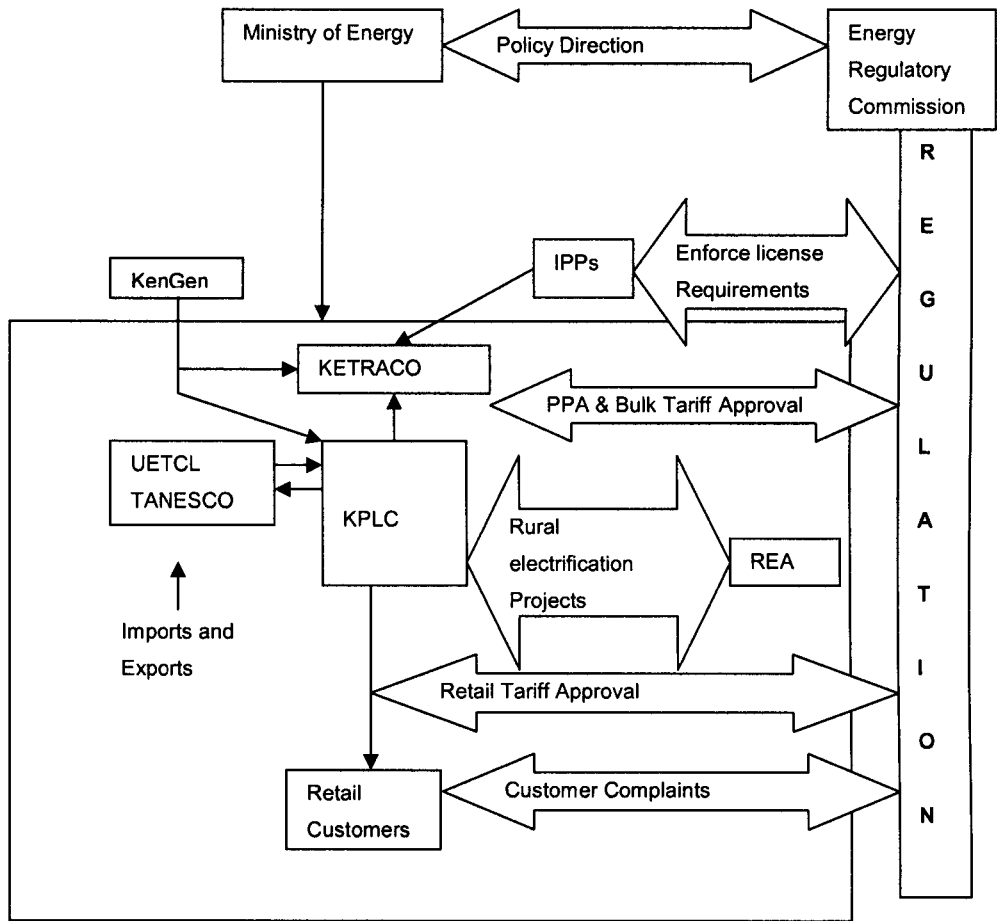 Ministry of Energy
Policy Direction
Energy
Regulatory
Commission
R
E
G
U
L
A
T
I
O
N
IPPs
Enforce license
Requirements
KenGen
KETRACO
PPA & Bulk Tariff Approval
UETCL
TANESCO
KPLC
Rural
electrification
Projects
REA
Imports and
Exports
Retail Tariff Approval
Retail
Customers
Customer Complaints